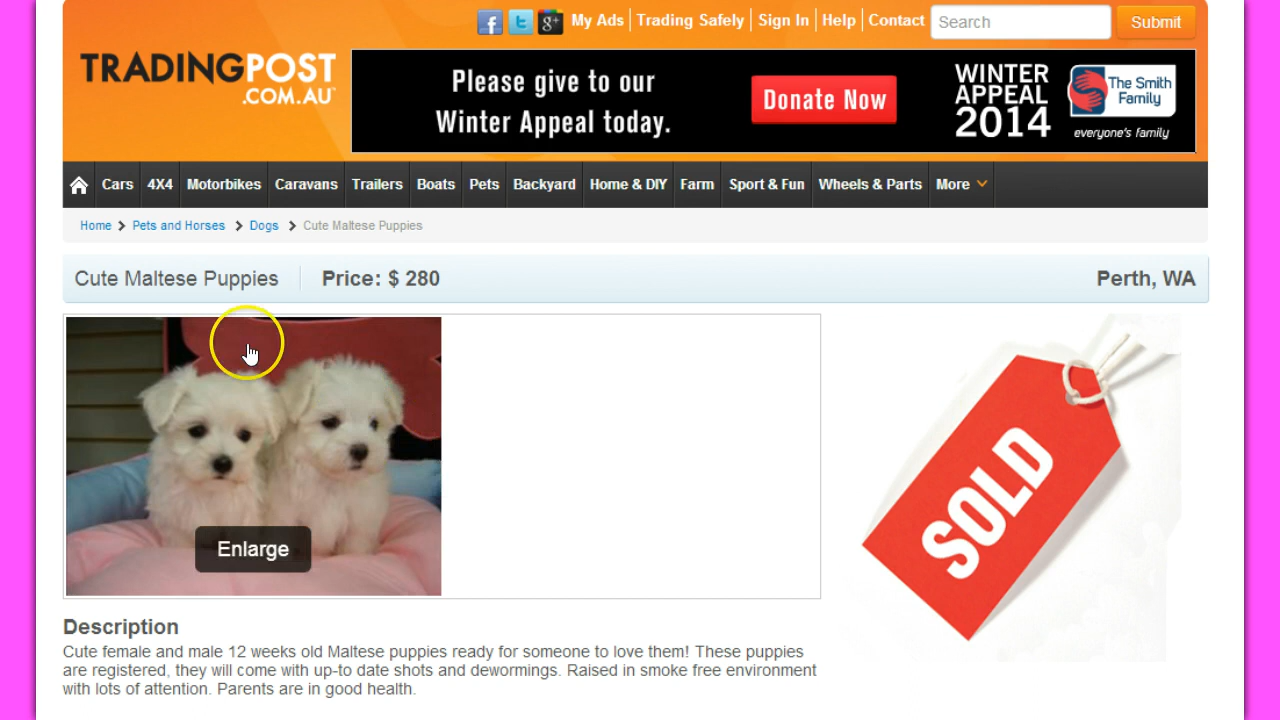 My Ads Trading Safely Sign In Help Contact Search Submit
TRADINGPOST
.COM.AU
Please give to our
Winter Appeal today.
Donate Now
WINTER
APPEAL
2014
The Smith
Family
everyone's family
Cars 4X4 Motorbikes Caravans Trailers Boats Pets Backyard Home & DIY Farm Sport & Fun Wheels & Parts More
Home Pets and Horses Dogs Cute Maltese Puppies
Cute Maltese Puppies Price: $ 280 Perth, WA
SOLD
Enlarge
Description
Cute female and male 12 weeks old Maltese puppies ready for someone to love them! These puppies
are registered, they will come with up-to date shots and dewormings. Raised in smoke free environment
with lots of attention. Parents are in good health.